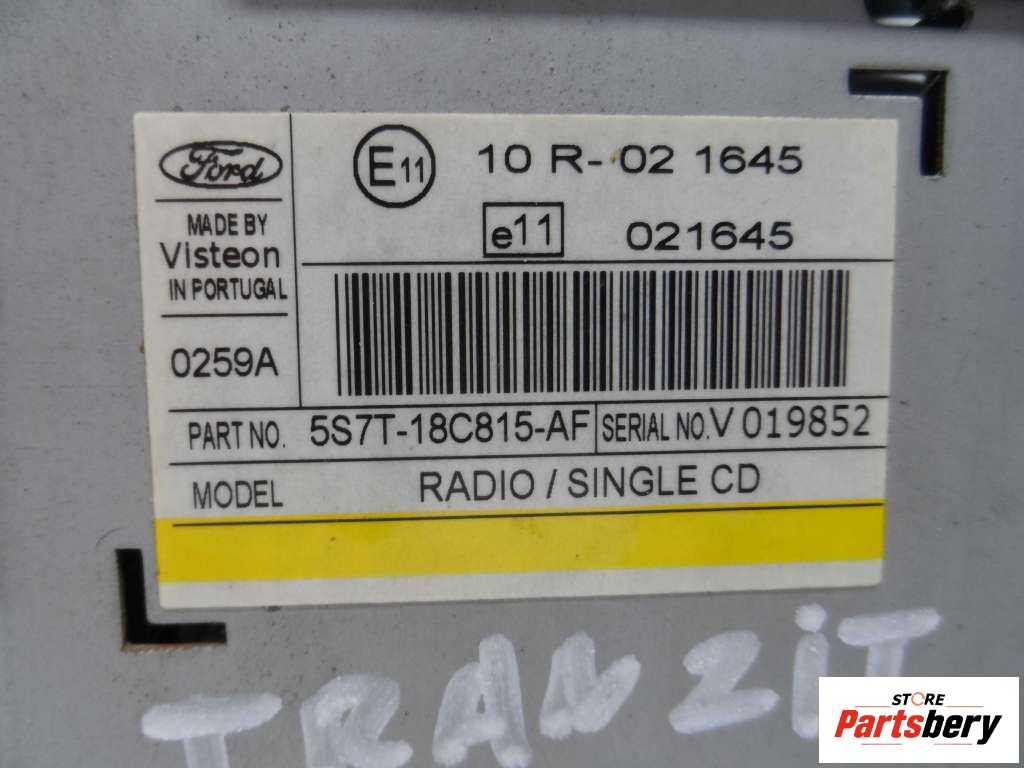 Ford
MADE BY
Visteon
IN PORTUGAL
0259A
E11 10 R- 02 1645
e11 021645
PART NO. 5S7T-18C815-AF SERIAL NO. V 019852
MODEL RADIO / SINGLE CD
TRANZiT
STORE
Partsbery